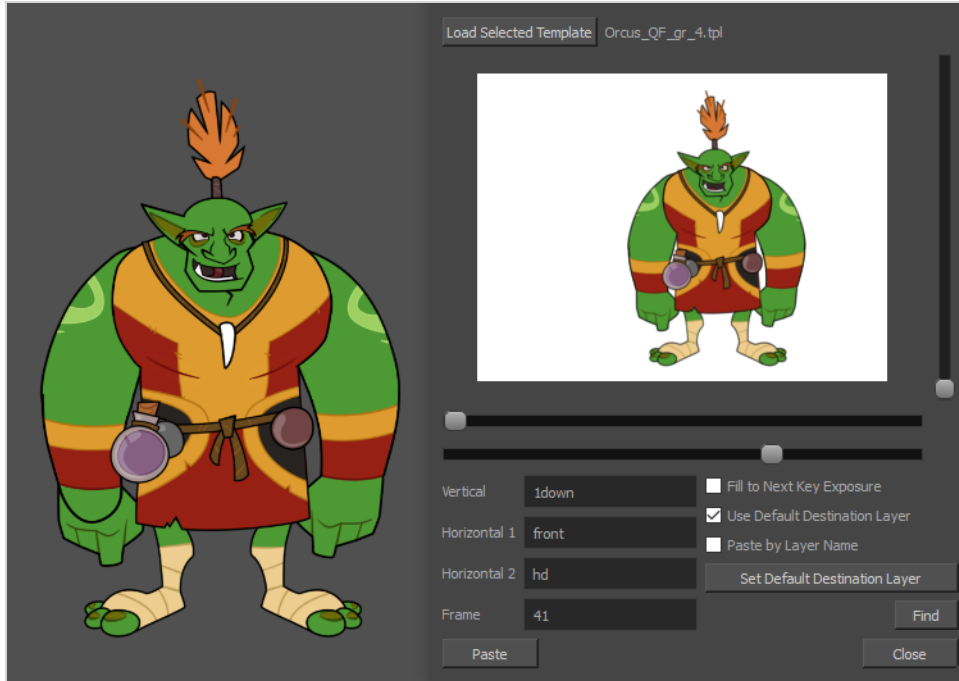 Load Selected Template Orcus_QF_gr_4.tpl
Vertical 1down Fill to Next Key Exposure
Use Default Destination Layer
Horizontal 1 front Paste by Layer Name
Horizontal 2 hd Set Default Destination Layer
Frame 41 Find
Paste Close